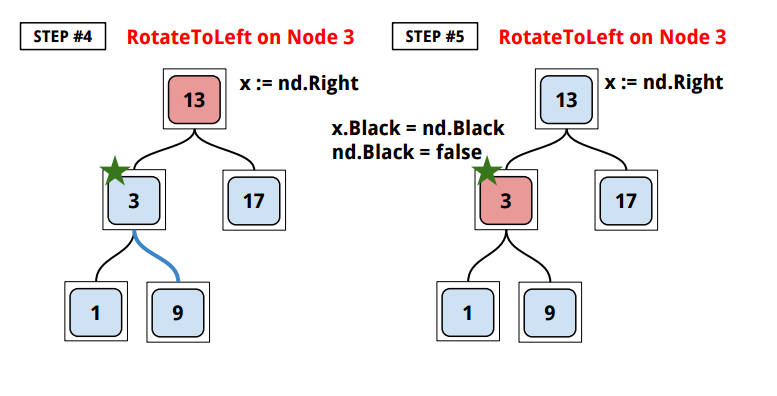 STEP #4
RotateToLeft on Node 3
13
x := nd.Right
3
17
1
9
STEP #5
RotateToLeft on Node 3
13
x := nd.Right
x.Black = nd.Black
nd.Black = false
3
17
1
9